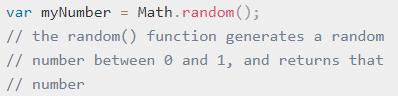 var myNumber = Math.random();
// the random() function generates a random
// number between 0 and 1, and returns that
// number